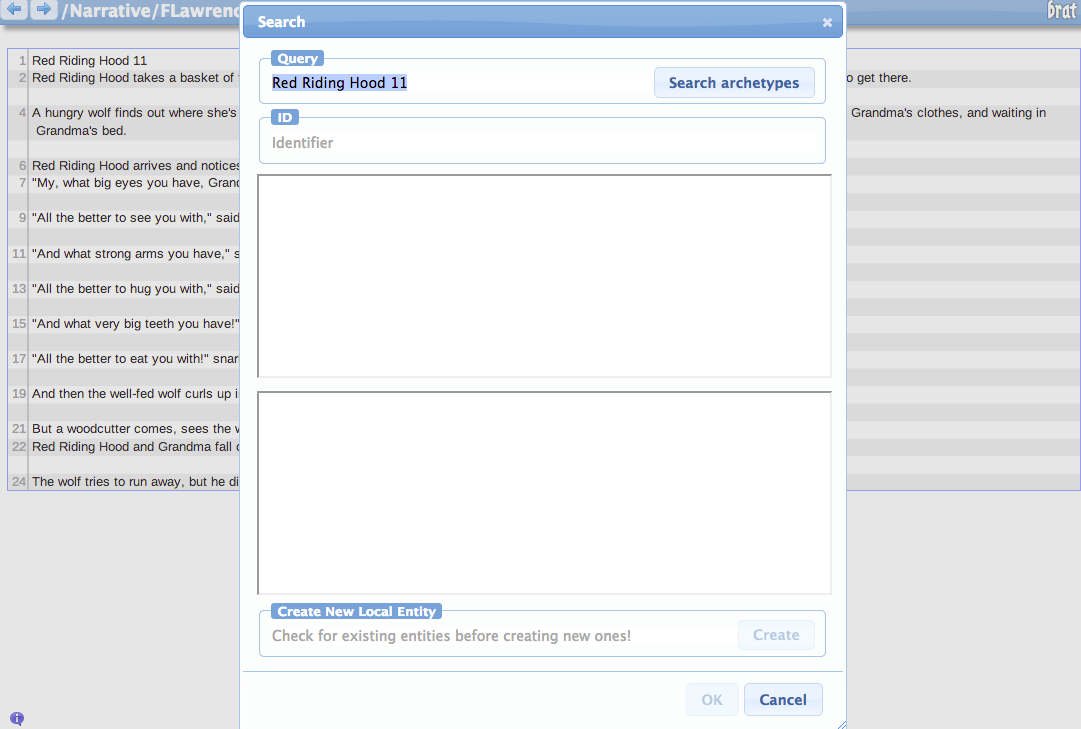 /Narrative/FLawrenc
brat
1 Red Riding Hood 11
2 Red Riding Hood takes a basket of
o get there.
4 A hungry wolf finds out where she's
Grandma's clothes, and waiting in
Grandma's bed.
6 Red Riding Hood arrives and notices
7 "My, what big eyes you have, Grand
9 "All the better to see you with," said
11 "And what strong arms you have," s
13 "All the better to hug you with," said
15 "And what very big teeth you have!"
17 "All the better to eat you with!" snar
19 And then the well-fed wolf curls up i
21 But a woodcutter comes, sees the w
22 Red Riding Hood and Grandma fall o
24 The wolf tries to run away, but he di
Search
Query
Red Riding Hood 11
Search archetypes
ID
Identifier
Create New Local Entity
Check for existing entities before creating new ones!
Create
OK
Cancel